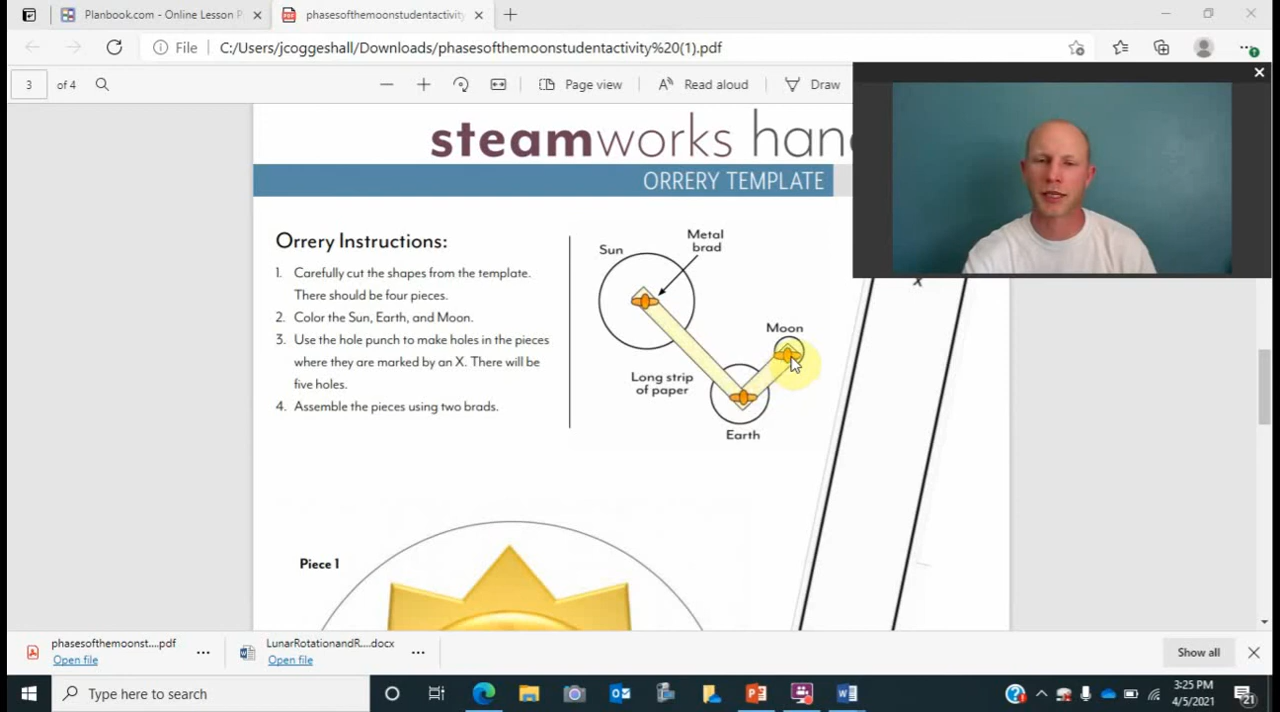 Planbook.com - Online Lesson P
phasesofthemoonstudentactivity
File
C:/Users/jcoggeshall/Downloads/phasesofthemoonstudentactivity%20(1).pdf
3 of 4
Page view
Read aloud
Draw
steamworks han
ORRERY TEMPLATE
Orrery Instructions:
1. Carefully cut the shapes from the template.
There should be four pieces.
2. Color the Sun, Earth, and Moon.
3. Use the hole punch to make holes in the pieces
where they are marked by an X. There will be
five holes.
4. Assemble the pieces using two brads.
Sun
Metal
brad
Moon
Long strip
of paper
Earth
X
Piece 1
phasesofthemoonst....pdf
Open file
LunarRotationandR....docx
Open file
Show all
Type here to search
3:25 PM
4/5/2021
21